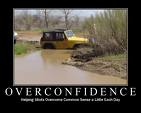 OVERCONFIDENCE
Helping Idiots Overcome Common Sense a Little Each Day